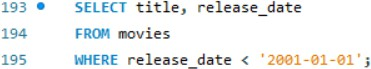 193 SELECT title, release_date
194 FROM movies
195 WHERE release_date < '2001-01-01';